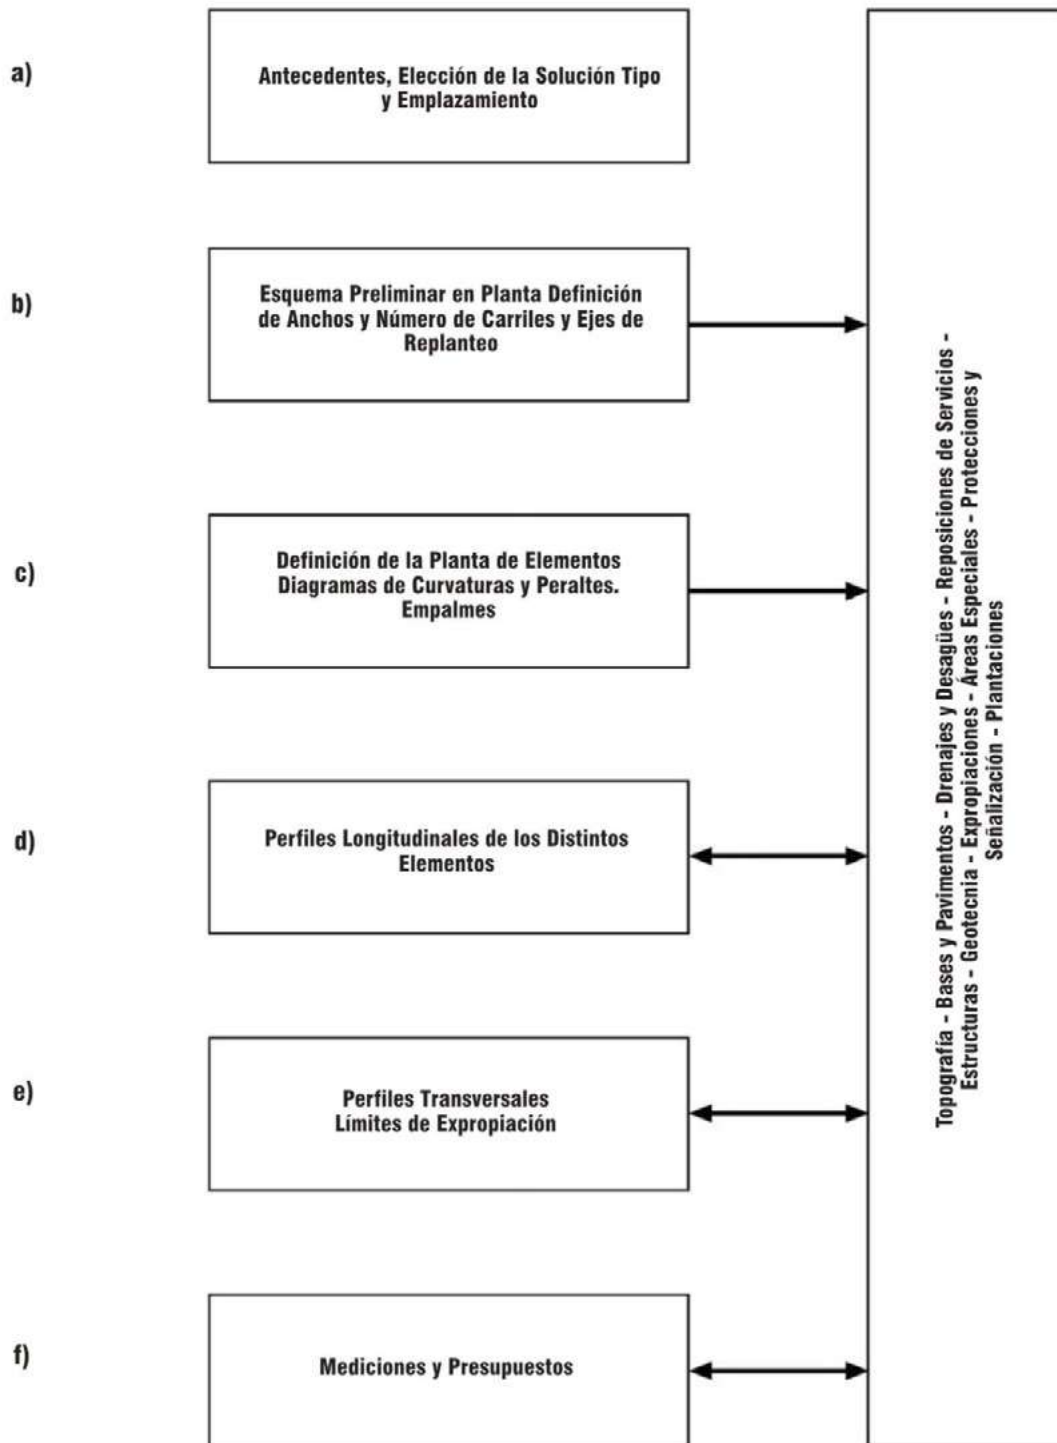 a)
Antecedentes, Elección de la Solución Tipo
y Emplazamiento
b)
Esquema Preliminar en Planta Definición
de Anchos y Número de Carriles y Ejes de
Replanteo
c)
Definición de la Planta de Elementos
Diagramas de Curvaturas y Peraltes.
Empalmes
d)
Perfiles Longitudinales de los Distintos
Elementos
e)
Perfiles Transversales
Límites de Expropiación
f)
Mediciones y Presupuestos
Topografía - Bases y Pavimentos - Drenajes y Desagües - Reposiciones de Servicios -
Estructuras - Geotecnia - Expropiaciones - Áreas Especiales - Protecciones y
Señalización - Plantaciones